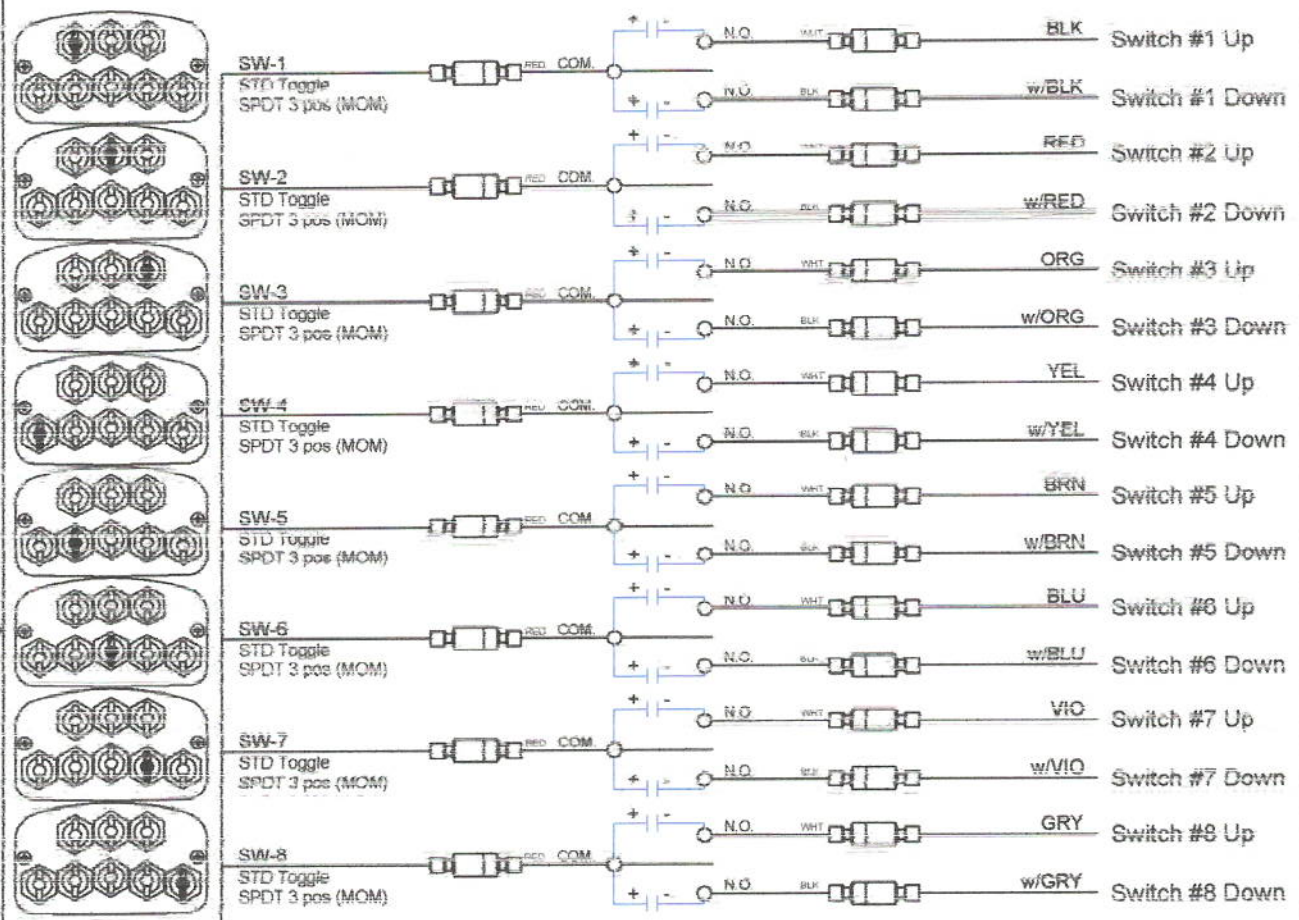 + - N.O. WHT BLK Switch #1 Up
SW-1 RED COM.
STD Toggle
SPDT 3 pos (MOM)
+ - N.O. BLK w/BLK Switch #1 Down
+ - N.O. WHT RED Switch #2 Up
SW-2 RED COM.
STD Toggle
SPDT 3 pos (MOM)
+ - N.O. BLK w/RED Switch #2 Down
+ - N.O. WHT ORG Switch #3 Up
SW-3 RED COM.
STD Toggle
SPDT 3 pos (MOM)
+ - N.O. BLK w/ORG Switch #3 Down
+ - N.O. WHT YEL Switch #4 Up
SW-4 RED COM.
STD Toggle
SPDT 3 pos (MOM)
+ - N.O. BLK w/YEL Switch #4 Down
+ - N.O. WHT BRN Switch #5 Up
SW-5 RED COM.
STD Toggle
SPDT 3 pos (MOM)
+ - N.O. BLK w/BRN Switch #5 Down
+ - N.O. WHT BLU Switch #6 Up
SW-6 RED COM.
STD Toggle
SPDT 3 pos (MOM)
+ - N.O. BLK w/BLU Switch #6 Down
+ - N.O. WHT VIO Switch #7 Up
SW-7 RED COM.
STD Toggle
SPDT 3 pos (MOM)
+ - N.O. BLK w/VIO Switch #7 Down
+ - N.O. WHT GRY Switch #8 Up
SW-8 RED COM.
STD Toggle
SPDT 3 pos (MOM)
+ - N.O. BLK w/GRY Switch #8 Down